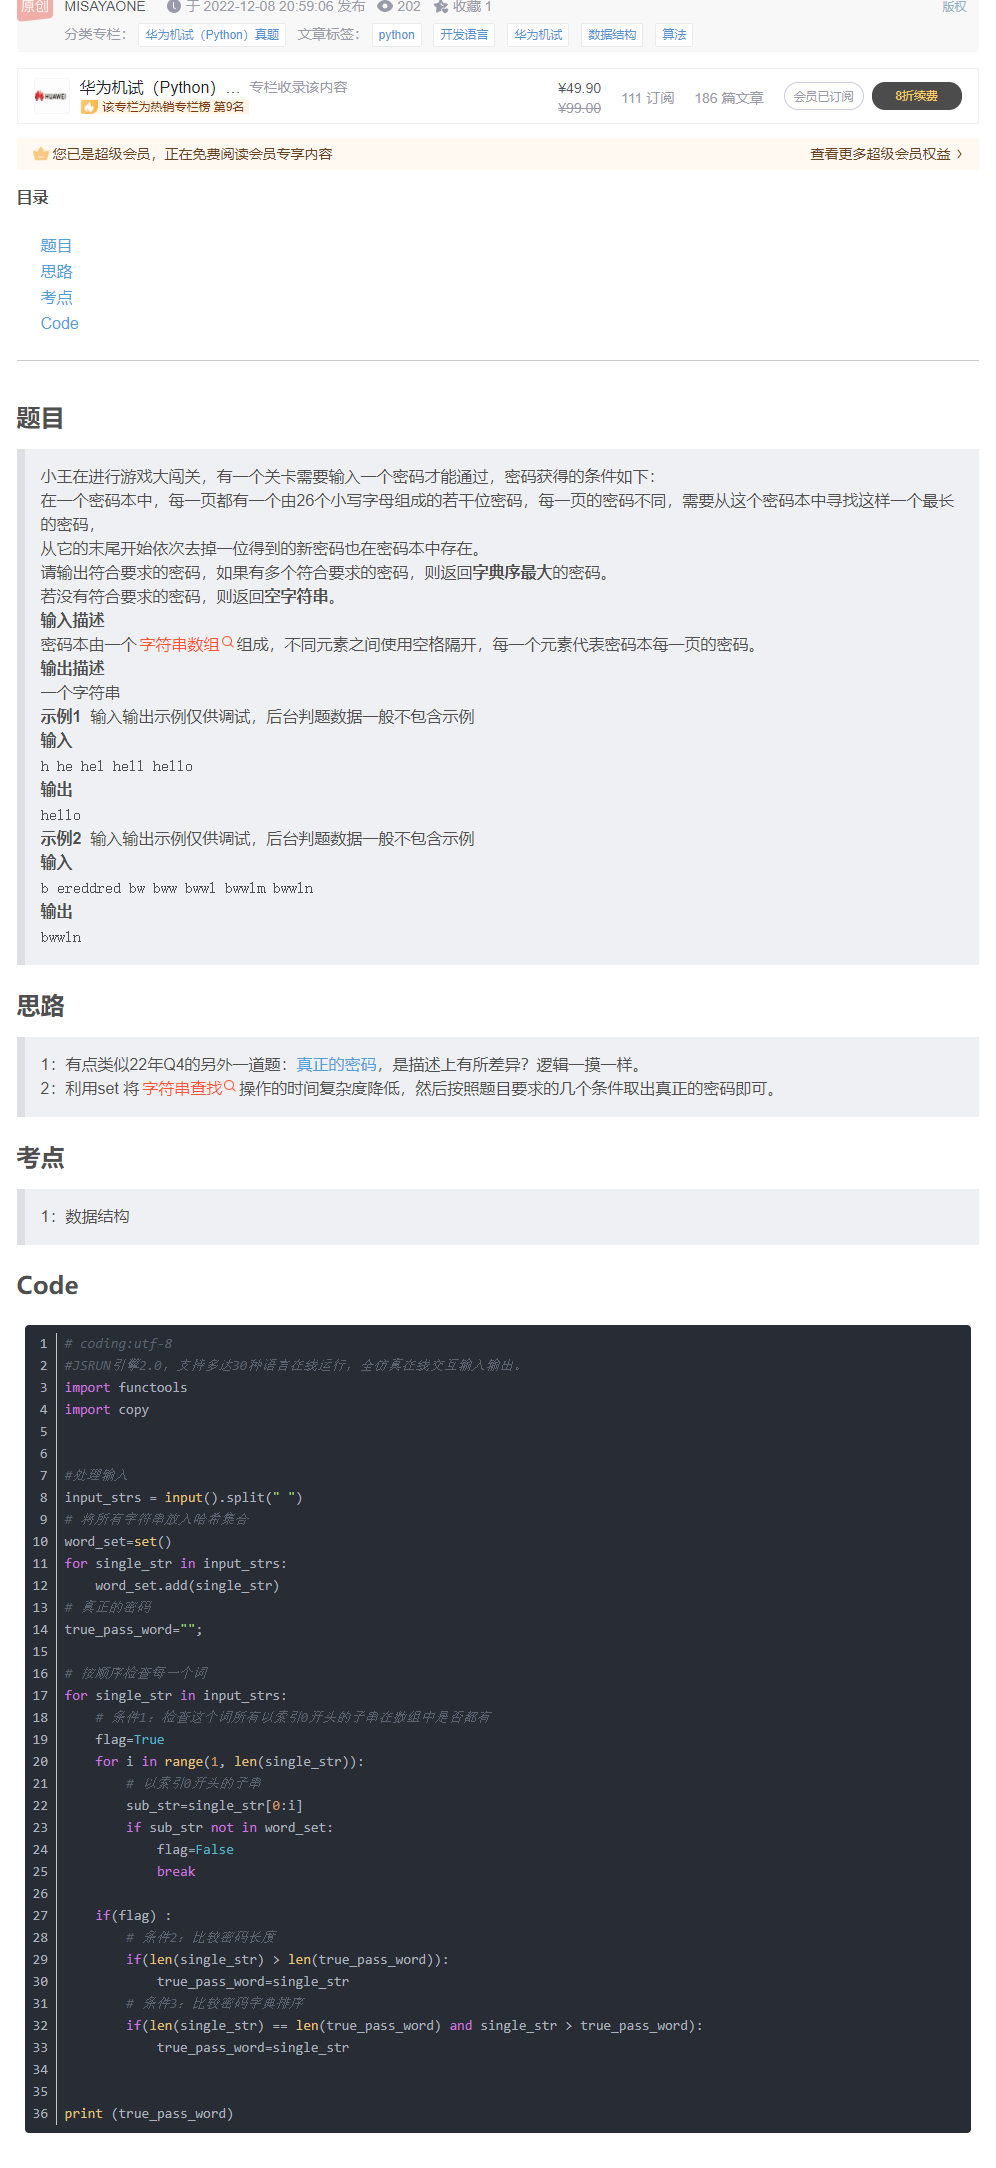 原创 MISAYAONE 于 2022-12-08 20:59:06 发布 202 收藏 1 版权
分类专栏： 华为机试（Python）真题 文章标签： python 开发语言 华为机试 数据结构 算法
HUAWEI 华为机试（Python）... 专栏收录该内容 ¥49.90 111 订阅 186 篇文章 会员已订阅 8折续费
该专栏为热销专栏榜 第9名 ¥99.00
您已是超级会员，正在免费阅读会员专享内容 查看更多超级会员权益 ›
目录
题目
思路
考点
Code
题目
小王在进行游戏大闯关，有一个关卡需要输入一个密码才能通过，密码获得的条件如下：
在一个密码本中，每一页都有一个由26个小写字母组成的若干位密码，每一页的密码不同，需要从这个密码本中寻找这样一个最长
的密码，
从它的末尾开始依次去掉一位得到的新密码也在密码本中存在。
请输出符合要求的密码，如果有多个符合要求的密码，则返回字典序最大的密码。
若没有符合要求的密码，则返回空字符串。
输入描述
密码本由一个 字符串数组 组成，不同元素之间使用空格隔开，每一个元素代表密码本每一页的密码。
输出描述
一个字符串
示例1 输入输出示例仅供调试，后台判题数据一般不包含示例
输入
h he hel hell hello
输出
hello
示例2 输入输出示例仅供调试，后台判题数据一般不包含示例
输入
b ereddred bw bww bwwl bwwlm bwwln
输出
bwwln
思路
1：有点类似22年Q4的另外一道题：真正的密码，是描述上有所差异？逻辑一摸一样。
2：利用set 将 字符串查找 操作的时间复杂度降低，然后按照题目要求的几个条件取出真正的密码即可。
考点
1：数据结构
Code
1 # coding:utf-8
2 #JSRUN引擎2.0，支持多达30种语言在线运行，全仿真在线交互输入输出。
3 import functools
4 import copy
5
6
7 #处理输入
8 input_strs = input().split(" ")
9 # 将所有字符串放入哈希集合
10 word_set=set()
11 for single_str in input_strs:
12     word_set.add(single_str)
13 # 真正的密码
14 true_pass_word="";
15
16 # 按顺序检查每一个词
17 for single_str in input_strs:
18     # 条件1：检查这个词所有以索引0开头的子串在数组中是否都有
19     flag=True
20     for i in range(1, len(single_str)):
21         # 以索引0开头的子串
22         sub_str=single_str[0:i]
23         if sub_str not in word_set:
24             flag=False
25             break
26
27     if(flag) :
28         # 条件2：比较密码长度
29         if(len(single_str) > len(true_pass_word)):
30             true_pass_word=single_str
31         # 条件3：比较密码字典排序
32         if(len(single_str) == len(true_pass_word) and single_str > true_pass_word):
33             true_pass_word=single_str
34
35
36 print (true_pass_word)